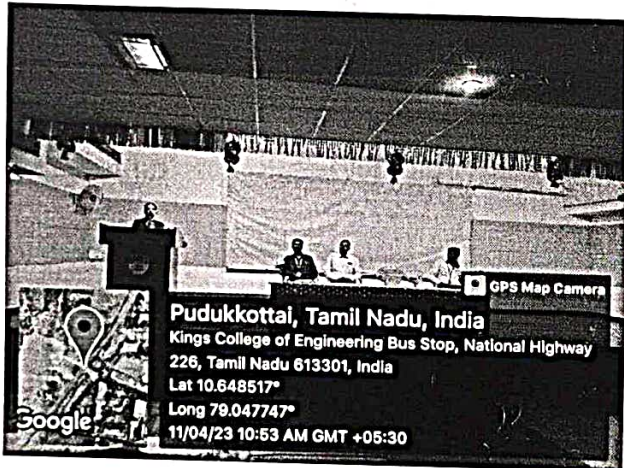 GPS Map Camera
Pudukkottai, Tamil Nadu, India
Kings College of Engineering Bus Stop, National Highway
226, Tamil Nadu 613301, India
Lat 10.648517°
Long 79.047747°
11/04/23 10:53 AM GMT +05:30
Google